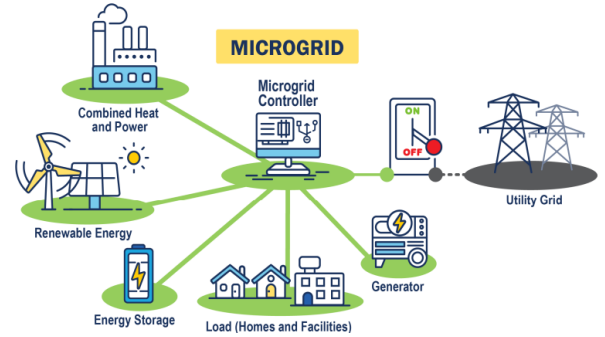 MICROGRID
Microgrid
Controller
Combined Heat
and Power
ON
OFF
Utility Grid
Renewable Energy
Generator
Energy Storage
Load (Homes and Facilities)